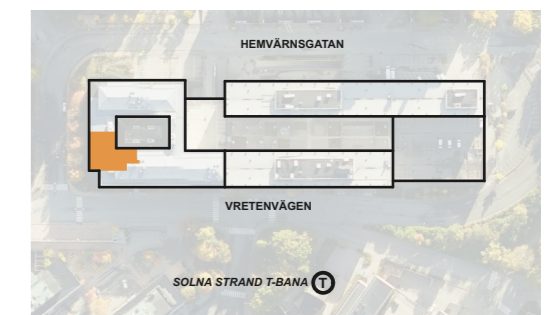 HEMVÄRNSGATAN
VRETENVÄGEN
SOLNA STRAND T-BANA T